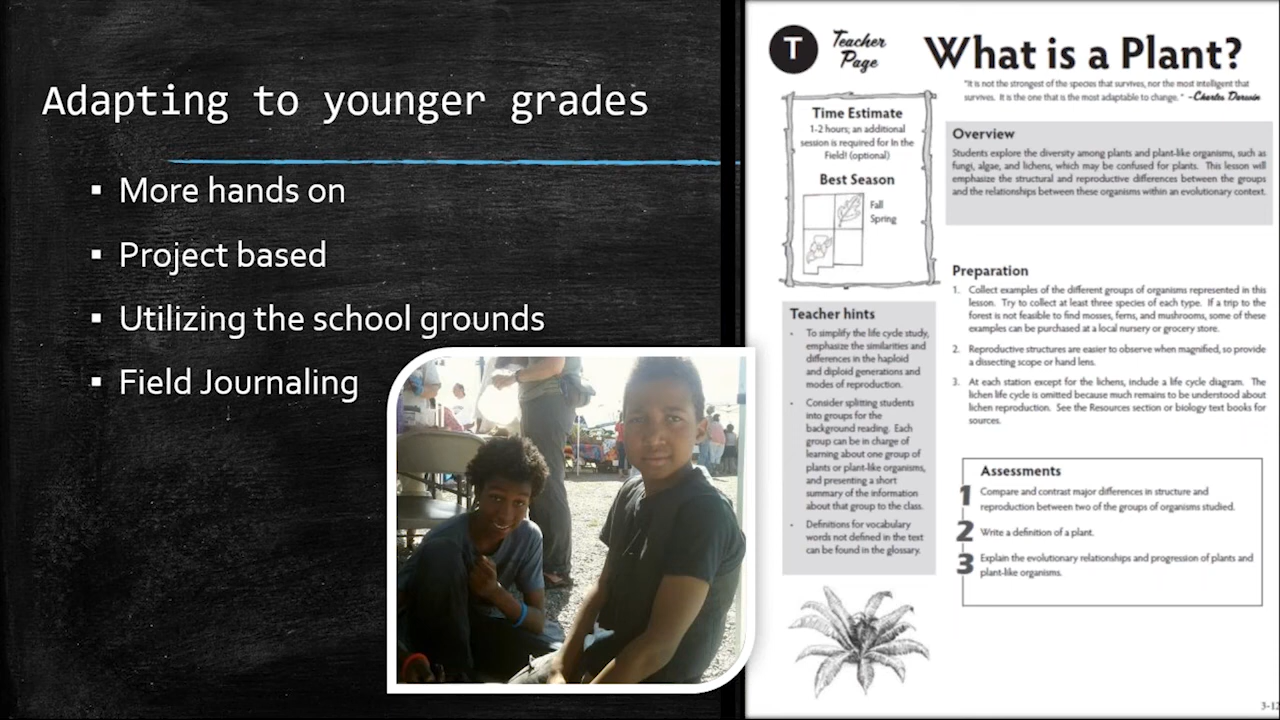 Adapting to younger grades
▪ More hands on
▪ Project based
▪ Utilizing the school grounds
▪ Field Journaling
T
Teacher
Page
What is a Plant?
"It is not the strongest of the species that survives, nor the most intelligent that
survives. It is the one that is the most adaptable to change." ~Charles Darwin
Time Estimate
1-2 hours; an additional
session is required for In the
Field! (optional)
Best Season
Fall
Spring
Overview
Students explore the diversity among plants and plant-like organisms, such as
fungi, algae, and lichens, which may be confused for plants. This lesson will
emphasize the structural and reproductive differences between the groups
and the relationships between these organisms within an evolutionary context.
Teacher hints
• To simplify the life cycle study,
emphasize the similarities and
differences in the haploid
and diploid generations and
modes of reproduction.
• Consider splitting students
into groups for the
background reading. Each
group can be in charge of
learning about one group of
plants or plant-like organisms,
and presenting a short
summary of the information
about that group to the class.
• Definitions for vocabulary
words not defined in the text
can be found in the glossary.
Preparation
1. Collect examples of the different groups of organisms represented in this
lesson. Try to collect at least three species of each type. If a trip to the
forest is not feasible to find mosses, ferns, and mushrooms, some of these
examples can be purchased at a local nursery or grocery store.
2. Reproductive structures are easier to observe when magnified, so provide
a dissecting scope or hand lens.
3. At each station except for the lichens, include a life cycle diagram. The
lichen life cycle is omitted because much remains to be understood about
lichen reproduction. See the Resources section or biology text books for
sources.
Assessments
1 Compare and contrast major differences in structure and
reproduction between two of the groups of organisms studied.
2 Write a definition of a plant.
3 Explain the evolutionary relationships and progression of plants and
plant-like organisms.
3-12